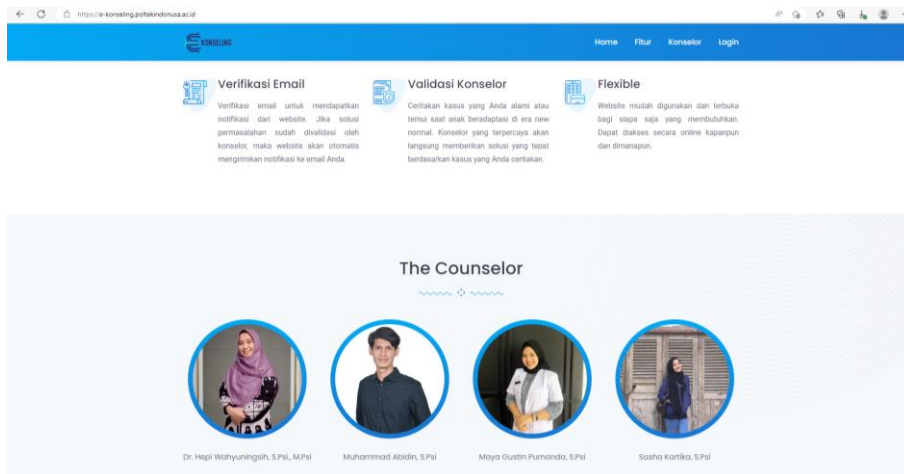 https://e-konseling.poltekindonusa.ac.id
KONSELING
Home Fitur Konselor Login
Verifikasi Email
Verifikasi email untuk mendapatkan
notifikasi dari website. Jika solusi
permasalahan sudah divalidasi oleh
konselor, maka website akan otomatis
mengirimkan notifikasi ke email Anda.
Validasi Konselor
Ceritakan kasus yang Anda alami atau
temui saat anak beradaptasi di era new
normal. Konselor yang terpercaya akan
langsung memberikan solusi yang tepat
berdasarkan kasus yang Anda ceritakan.
Flexible
Website mudah digunakan dan terbuka
bagi siapa saja yang membutuhkan.
Dapat diakses secara online kapanpun
dan dimanapun.
The Counselor
Dr. Hepi Wahyuningsih, S.Psi., M.Psi
Muhammad Abidin, S.Psi
Maya Gustin Purnanda, S.Psi
Sasha Kartika, S.Psi